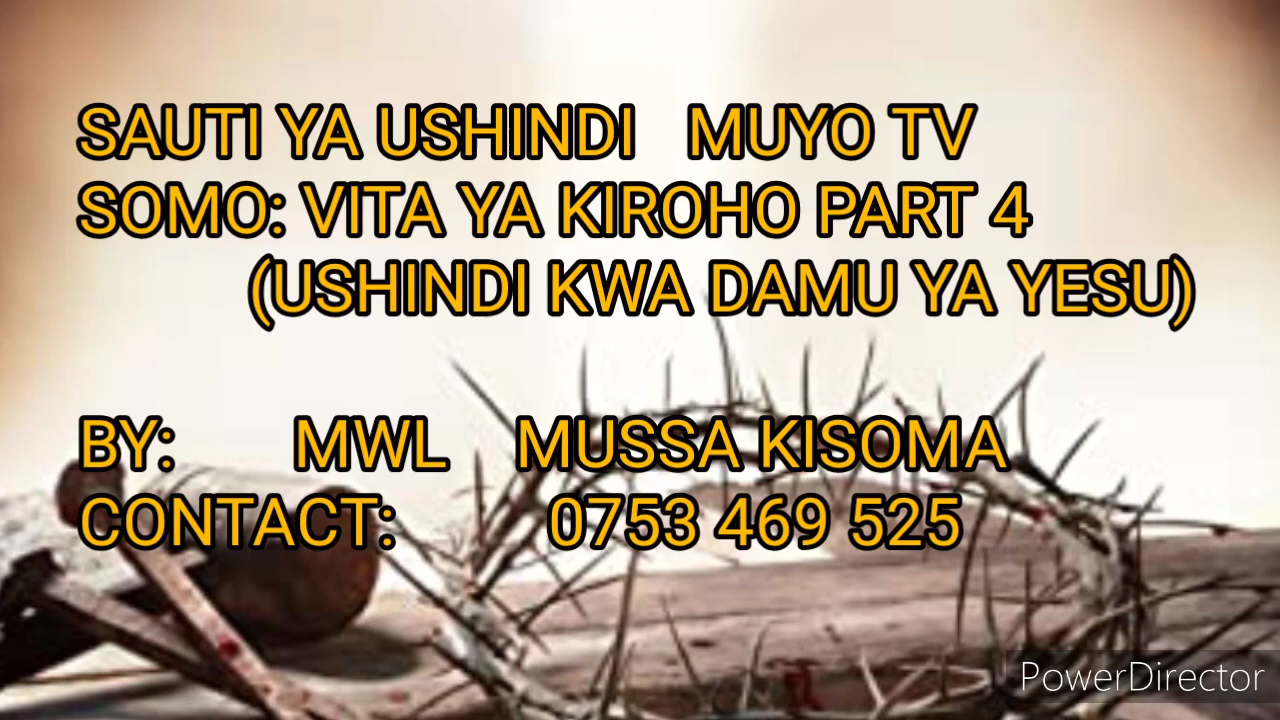 SAUTI YA USHINDI MUYO TV
SOMO: VITA YA KIROHO PART 4
(USHINDI KWA DAMU YA YESU)
BY: MWL MUSSA KISOMA
CONTACT: 0753 469 525
PowerDirector